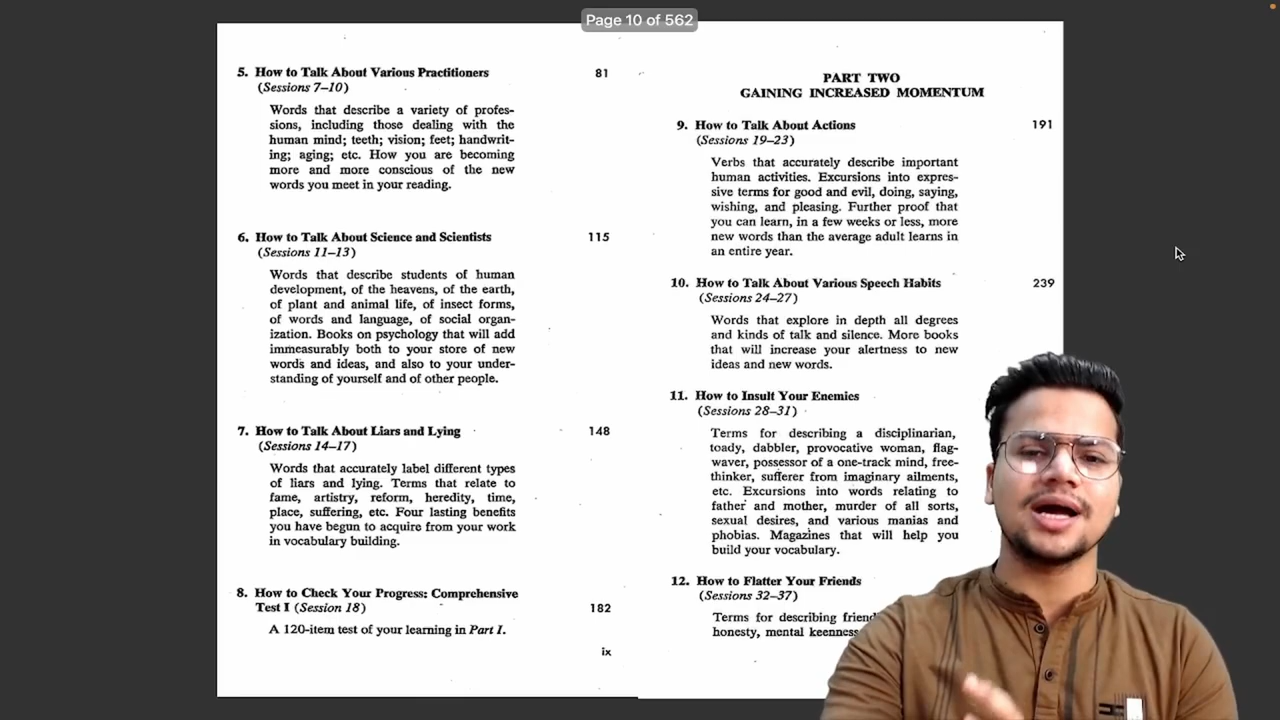 Page 10 of 562
5. How to Talk About Various Practitioners 81
(Sessions 7–10)
Words that describe a variety of profes-
sions, including those dealing with the
human mind; teeth; vision; feet; handwrit-
ing; aging; etc. How you are becoming
more and more conscious of the new
words you meet in your reading.
6. How to Talk About Science and Scientists 115
(Sessions 11–13)
Words that describe students of human
development, of the heavens, of the earth,
of plant and animal life, of insect forms,
of words and language, of social organ-
ization. Books on psychology that will add
immeasurably both to your store of new
words and ideas, and also to your under-
standing of yourself and of other people.
7. How to Talk About Liars and Lying 148
(Sessions 14–17)
Words that accurately label different types
of liars and lying. Terms that relate to
fame, artistry, reform, heredity, time,
place, suffering, etc. Four lasting benefits
you have begun to acquire from your work
in vocabulary building.
8. How to Check Your Progress: Comprehensive
Test I (Session 18) 182
A 120-item test of your learning in Part I.
ix
PART TWO
GAINING INCREASED MOMENTUM
9. How to Talk About Actions 191
(Sessions 19–23)
Verbs that accurately describe important
human activities. Excursions into expres-
sive terms for good and evil, doing, saying,
wishing, and pleasing. Further proof that
you can learn, in a few weeks or less, more
new words than the average adult learns in
an entire year.
10. How to Talk About Various Speech Habits 239
(Sessions 24–27)
Words that explore in depth all degrees
and kinds of talk and silence. More books
that will increase your alertness to new
ideas and new words.
11. How to Insult Your Enemies
(Sessions 28–31)
Terms for describing a disciplinarian,
toady, dabbler, provocative woman, flag-
waver, possessor of a one-track mind, free-
thinker, sufferer from imaginary ailments,
etc. Excursions into words relating to
father and mother, murder of all sorts,
sexual desires, and various manias and
phobias. Magazines that will help you
build your vocabulary.
12. How to Flatter Your Friends
(Sessions 32–37)
Terms for describing
honesty, mental keenness